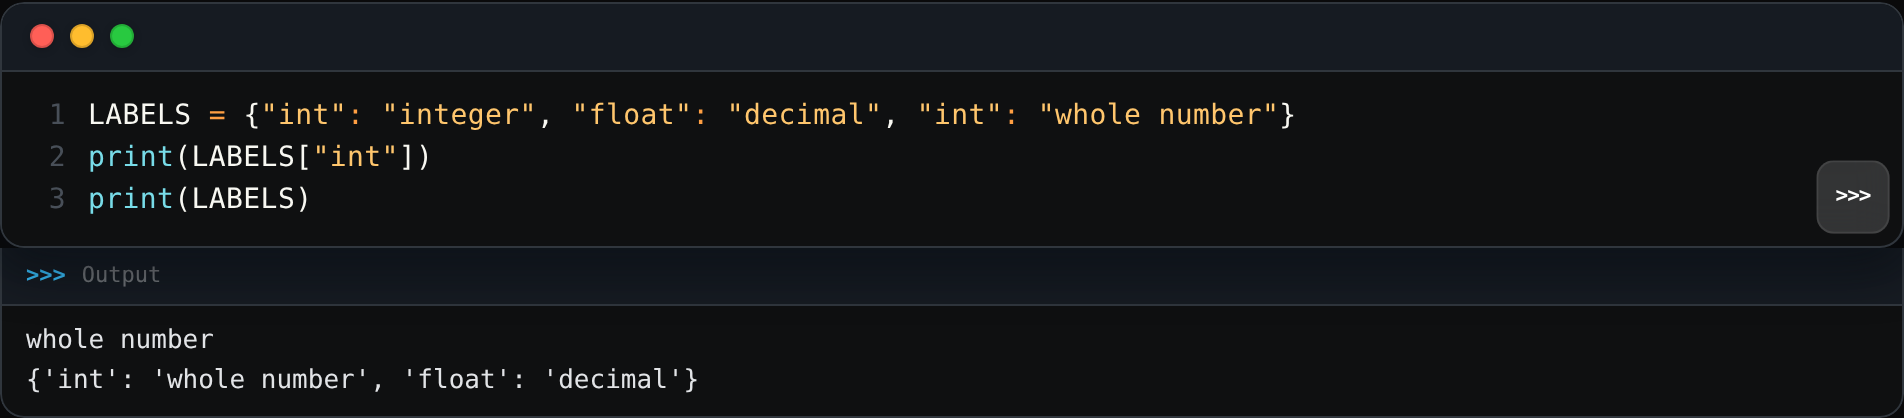 1 LABELS = {"int": "integer", "float": "decimal", "int": "whole number"}
2 print(LABELS["int"])
3 print(LABELS)
>>>
>>> Output
whole number
{'int': 'whole number', 'float': 'decimal'}